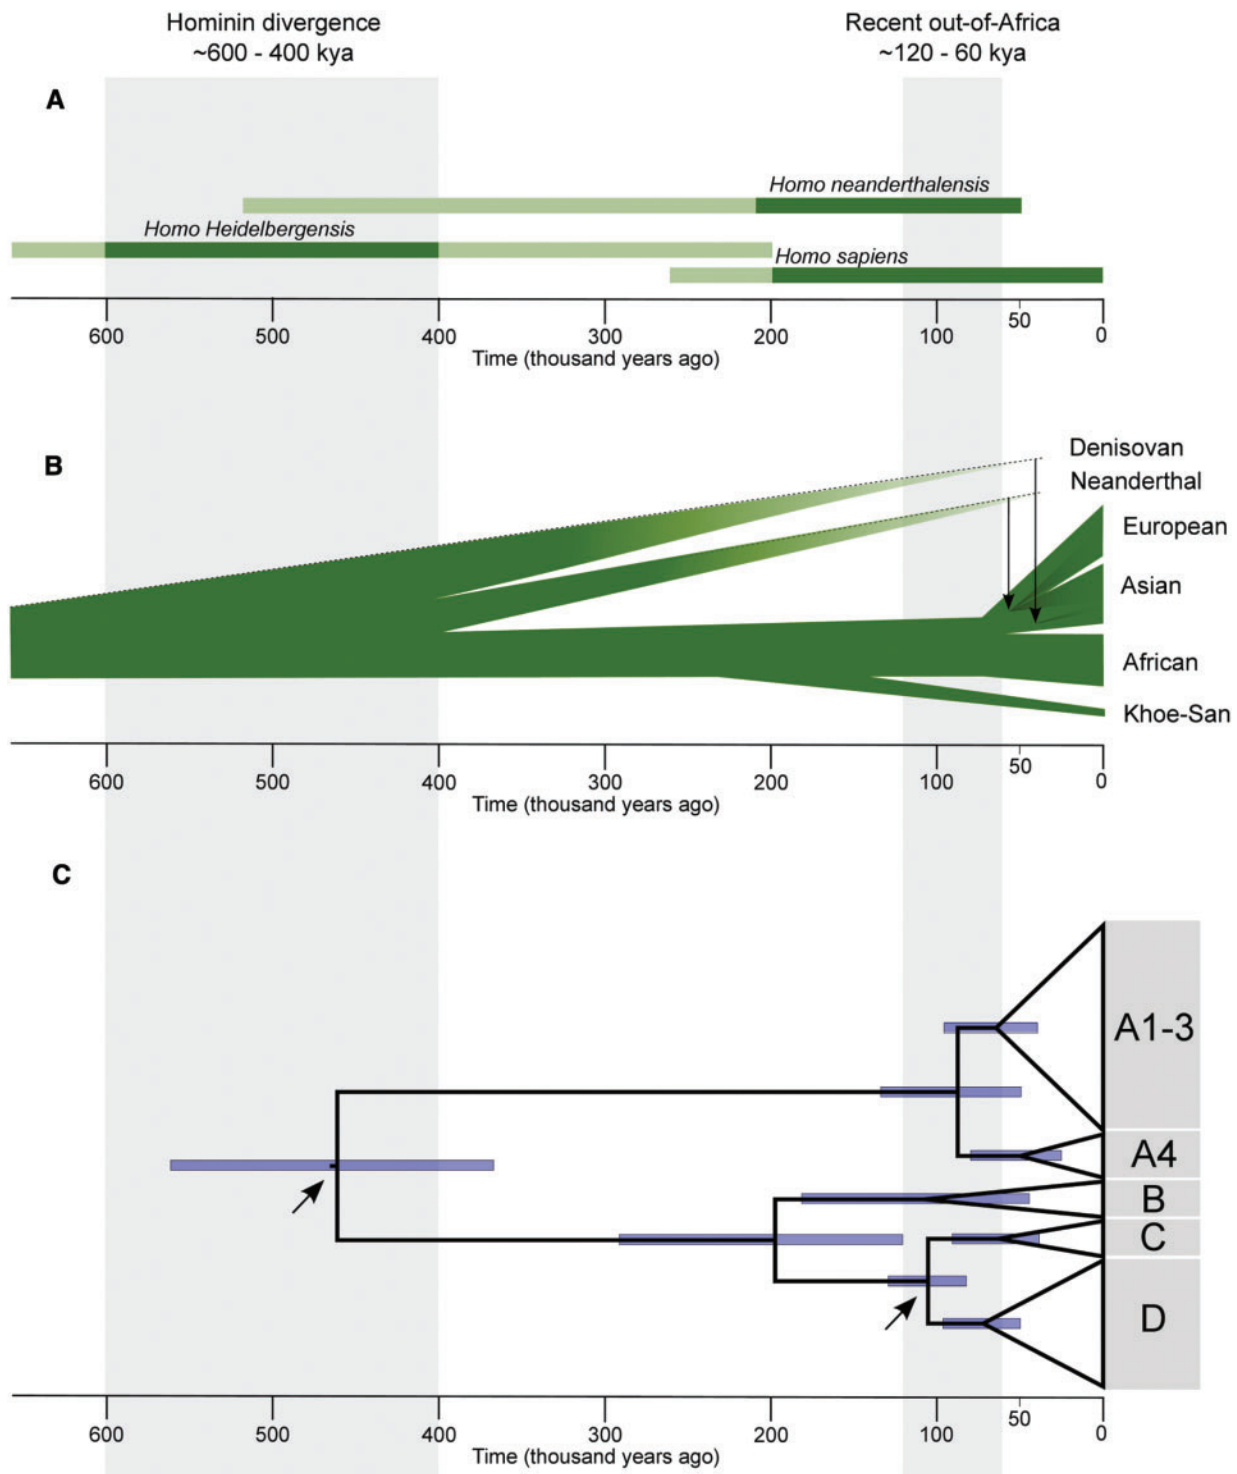 Hominin divergence
~600 - 400 kya
Recent out-of-Africa
~120 - 60 kya
A
Homo neanderthalensis
Homo Heidelbergensis
Homo sapiens
600 500 400 300 200 100 50 0
Time (thousand years ago)
B
Denisovan
Neanderthal
European
Asian
African
Khoe-San
600 500 400 300 200 100 50 0
Time (thousand years ago)
C
A1-3
A4
B
C
D
600 500 400 300 200 100 50 0
Time (thousand years ago)